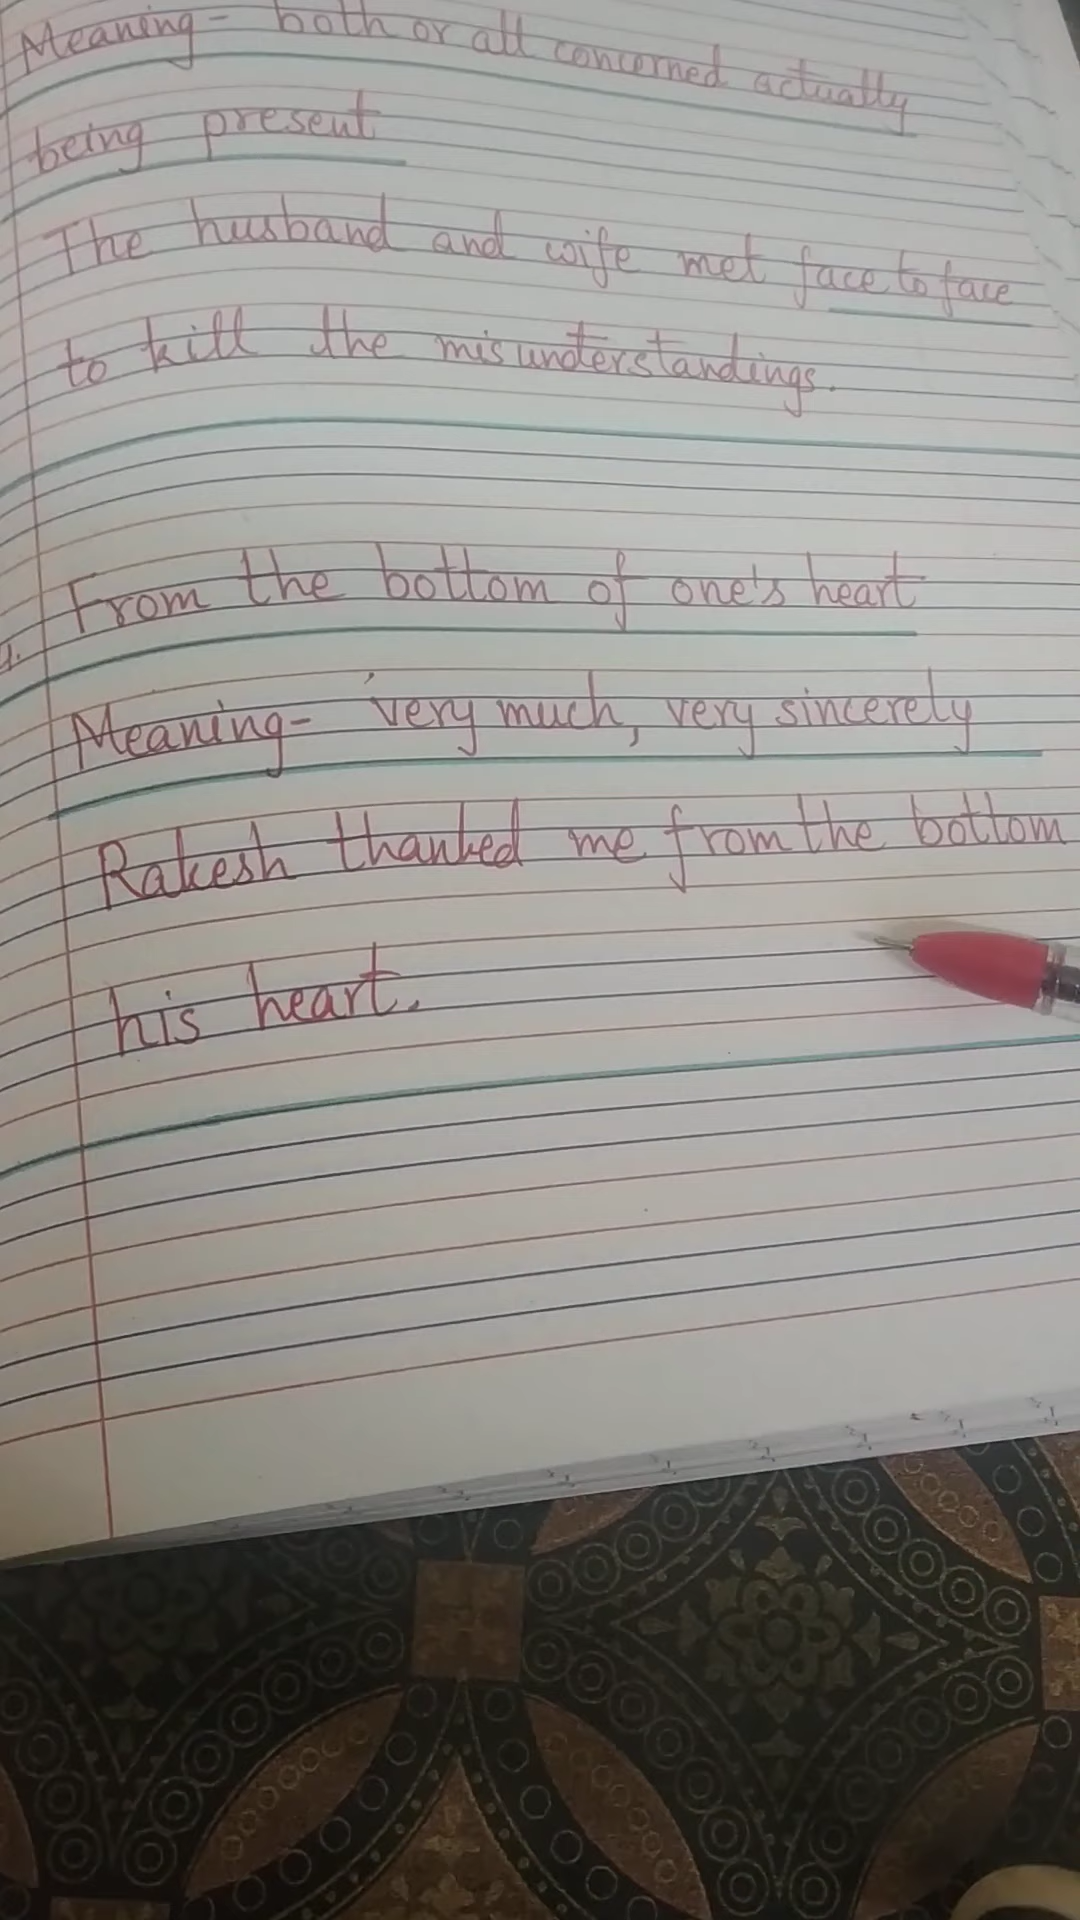 Meaning- both or all concerned actually
being present
The husband and wife met face to face
to kill the misunderstandings.
From the bottom of one's heart
Meaning- very much, very sincerely
Rakesh thanked me from the bottom
his heart.